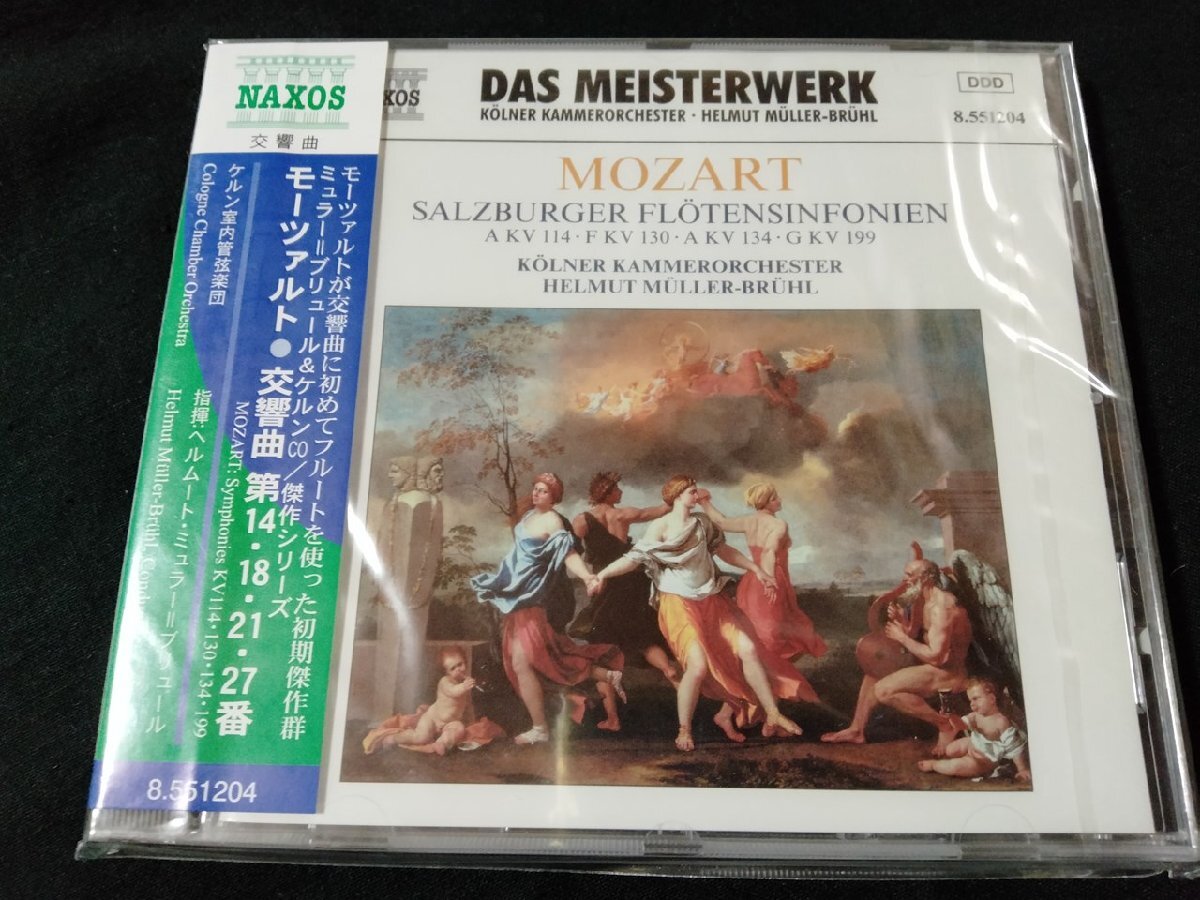 NAXOS
交響曲
モーツァルトが交響曲に初めてフルートを使った初期傑作群
ミュラー=ブリュール&ケルンCO/傑作シリーズ
モーツァルト●交響曲 第14・18・21・27番
MOZART: Symphonies KV114・130・134・199
ケルン室内管弦楽団
Cologne Chamber Orchestra
指揮:ヘルムート・ミュラー=ブリュール
Helmut Müller-Brühl,
8.551204
XOS
DAS MEISTERWERK
KÖLNER KAMMERORCHESTER · HELMUT MÜLLER-BRÜHL
DDD
8.551204
MOZART
SALZBURGER FLÖTENSINFONIEN
A KV 114 · F KV 130 · A KV 134 · G KV 199
KÖLNER KAMMERORCHESTER
HELMUT MÜLLER-BRÜHL